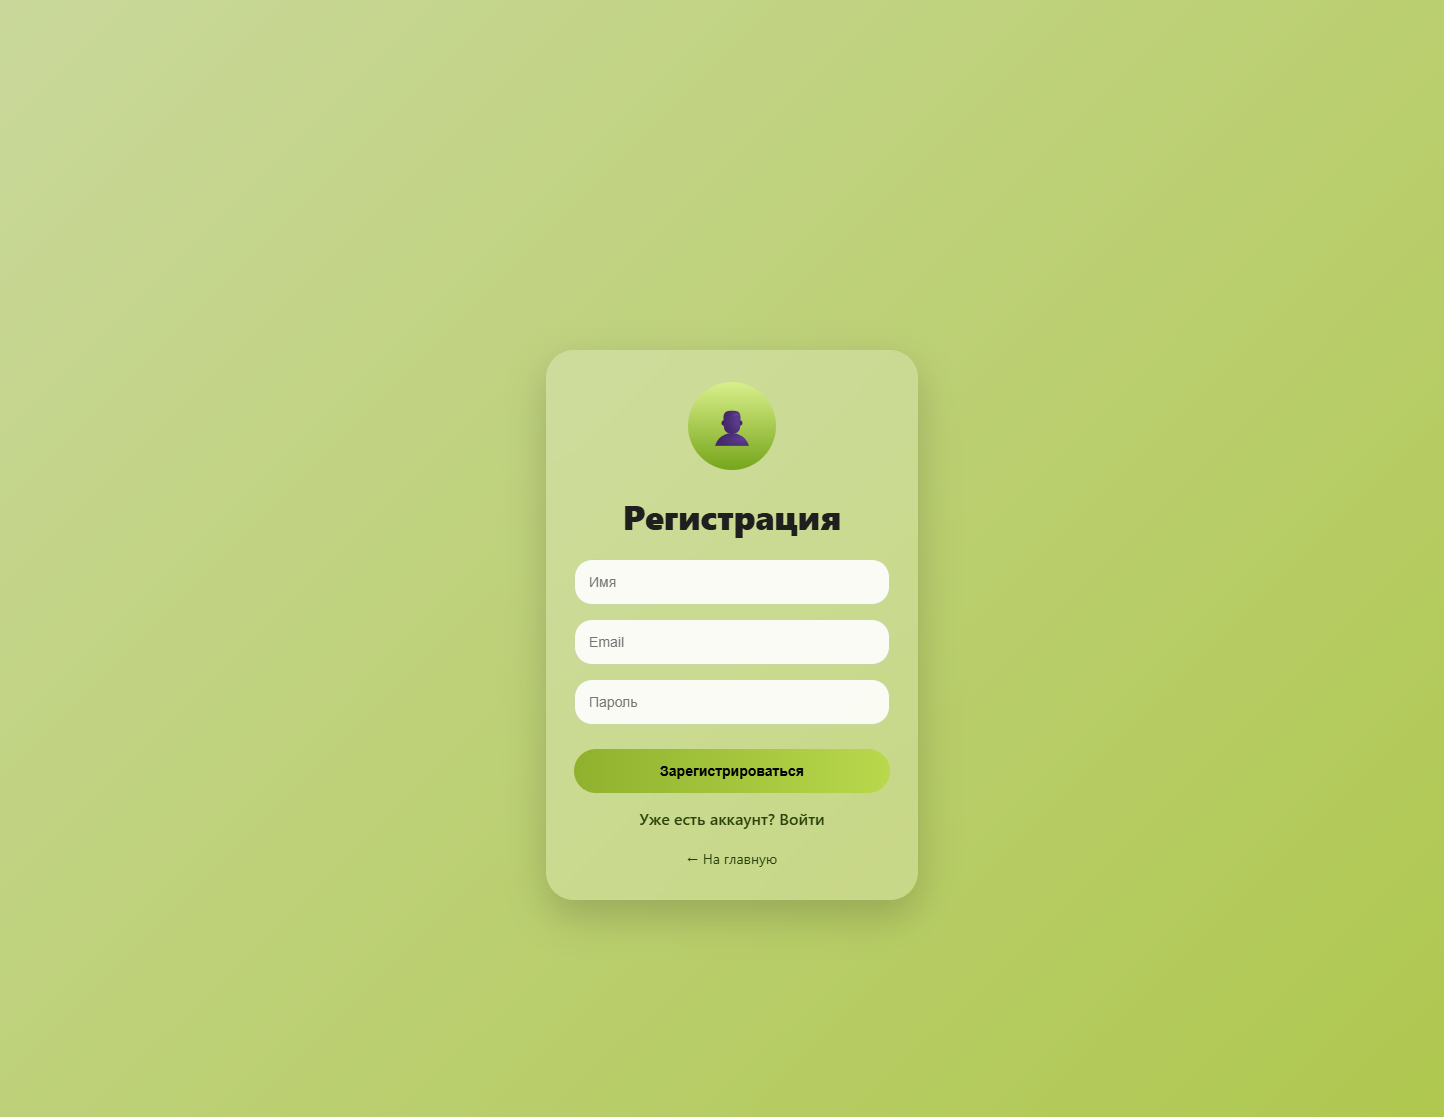 Регистрация
Имя
Email
Пароль
Зарегистрироваться
Уже есть аккаунт? Войти
← На главную